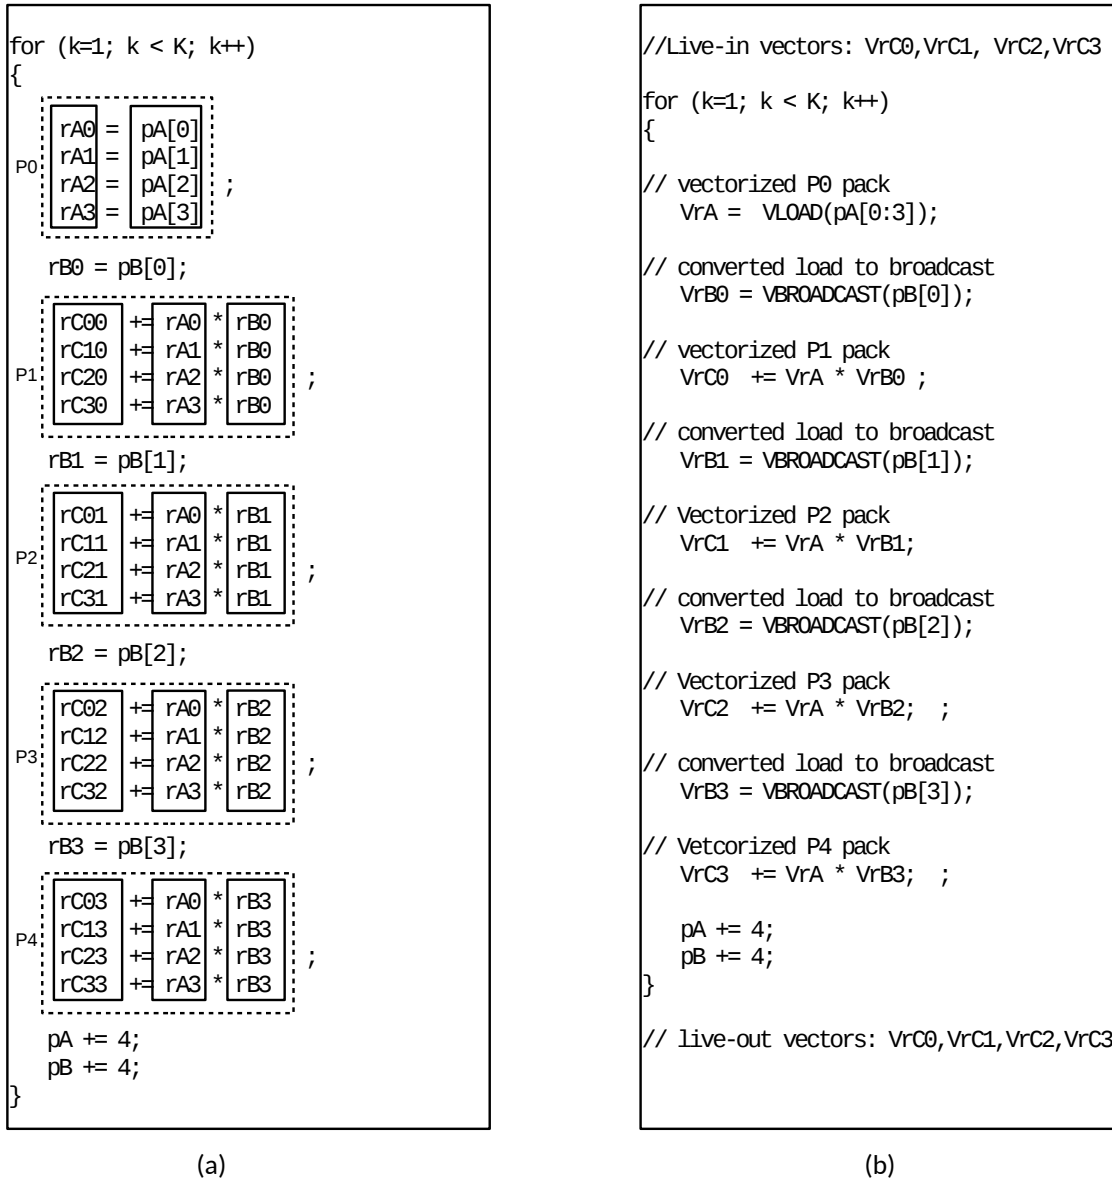 for (k=1; k < K; k++)
{
P0
rA0 = pA[0]
rA1 = pA[1]
rA2 = pA[2] ;
rA3 = pA[3]
rB0 = pB[0];
P1
rC00 += rA0 * rB0
rC10 += rA1 * rB0
rC20 += rA2 * rB0 ;
rC30 += rA3 * rB0
rB1 = pB[1];
P2
rC01 += rA0 * rB1
rC11 += rA1 * rB1
rC21 += rA2 * rB1 ;
rC31 += rA3 * rB1
rB2 = pB[2];
P3
rC02 += rA0 * rB2
rC12 += rA1 * rB2
rC22 += rA2 * rB2 ;
rC32 += rA3 * rB2
rB3 = pB[3];
P4
rC03 += rA0 * rB3
rC13 += rA1 * rB3
rC23 += rA2 * rB3 ;
rC33 += rA3 * rB3
pA += 4;
pB += 4;
}
(a)
//Live-in vectors: VrC0,VrC1, VrC2,VrC3
for (k=1; k < K; k++)
{
// vectorized P0 pack
VrA = VLOAD(pA[0:3]);
// converted load to broadcast
VrB0 = VBROADCAST(pB[0]);
// vectorized P1 pack
VrC0 += VrA * VrB0 ;
// converted load to broadcast
VrB1 = VBROADCAST(pB[1]);
// Vectorized P2 pack
VrC1 += VrA * VrB1;
// converted load to broadcast
VrB2 = VBROADCAST(pB[2]);
// Vectorized P3 pack
VrC2 += VrA * VrB2; ;
// converted load to broadcast
VrB3 = VBROADCAST(pB[3]);
// Vetcorized P4 pack
VrC3 += VrA * VrB3; ;
pA += 4;
pB += 4;
}
// live-out vectors: VrC0,VrC1,VrC2,VrC3
(b)